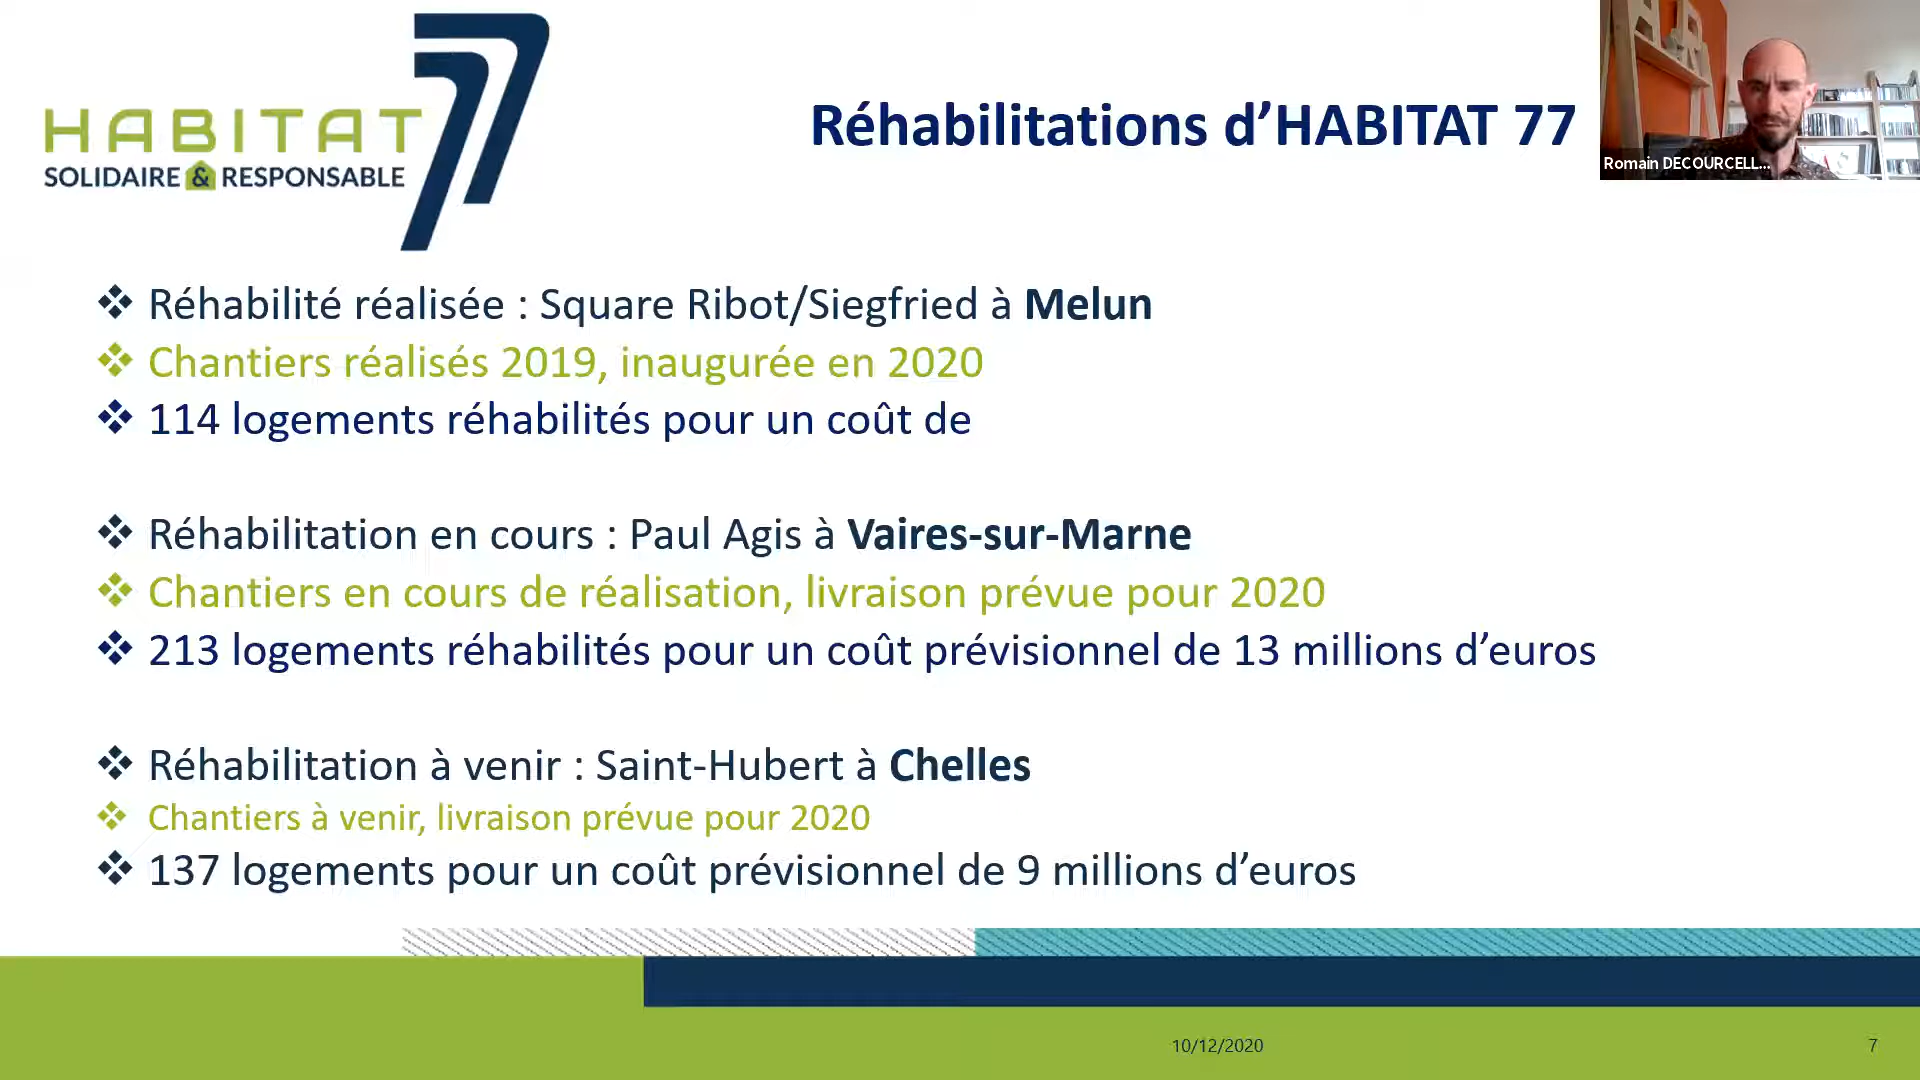 HABITAT 77
SOLIDAIRE & RESPONSABLE
Réhabilitations d’HABITAT 77
Romain DECOURCELL...
Réhabilité réalisée : Square Ribot/Siegfried à Melun
Chantiers réalisés 2019, inaugurée en 2020
114 logements réhabilités pour un coût de
Réhabilitation en cours : Paul Agis à Vaires-sur-Marne
Chantiers en cours de réalisation, livraison prévue pour 2020
213 logements réhabilités pour un coût prévisionnel de 13 millions d’euros
Réhabilitation à venir : Saint-Hubert à Chelles
Chantiers à venir, livraison prévue pour 2020
137 logements pour un coût prévisionnel de 9 millions d’euros
10/12/2020
7